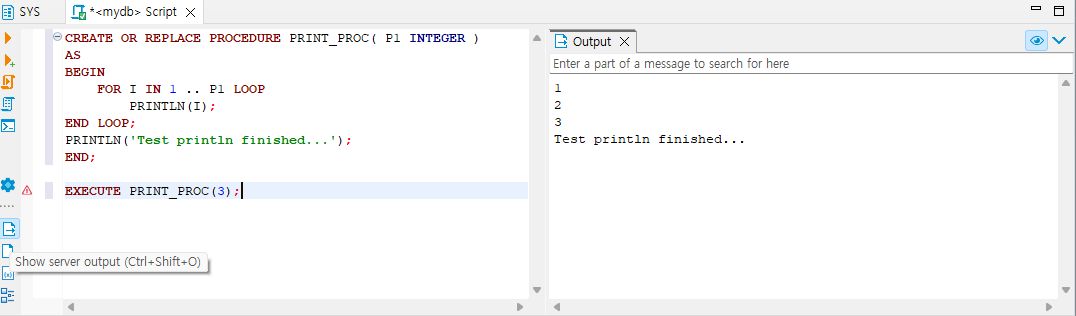 SYS
*<mydb> Script
CREATE OR REPLACE PROCEDURE PRINT_PROC( P1 INTEGER )
AS
BEGIN
    FOR I IN 1 .. P1 LOOP
        PRINTLN(I);
END LOOP;
PRINTLN('Test println finished...');
END;
EXECUTE PRINT_PROC(3);
Show server output (Ctrl+Shift+O)
Output
Enter a part of a message to search for here
1
2
3
Test println finished...